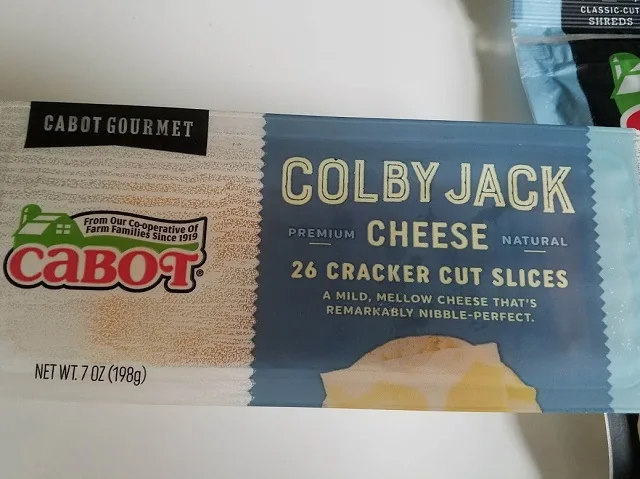 CLASSIC-CUT
SHREDS
CABOT GOURMET
From Our Co-operative Of
Farm Families Since 1919
CABOT®
NET WT. 7 OZ (198g)
COLBY JACK
PREMIUM CHEESE NATURAL
26 CRACKER CUT SLICES
A MILD, MELLOW CHEESE THAT'S
REMARKABLY NIBBLE-PERFECT.